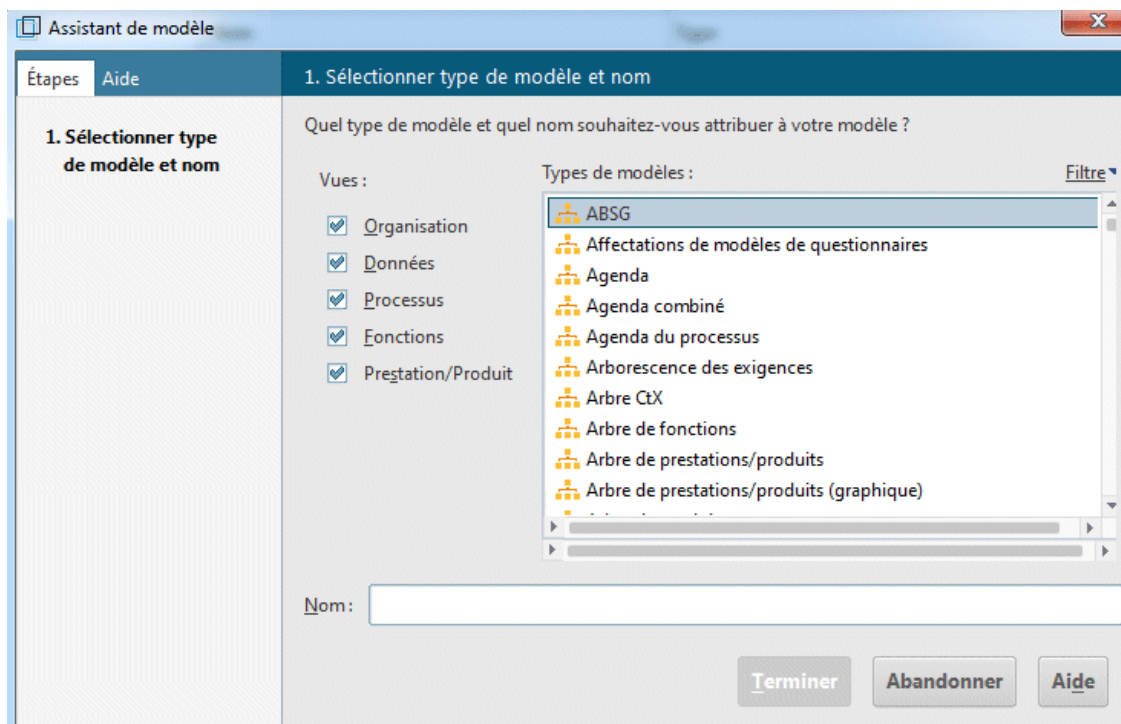 Assistant de modèle
Étapes Aide
1. Sélectionner type
de modèle et nom
1. Sélectionner type de modèle et nom
Quel type de modèle et quel nom souhaitez-vous attribuer à votre modèle ?
Vues :
Organisation
Données
Processus
Fonctions
Prestation/Produit
Types de modèles :
Filtre
ABSG
Affectations de modèles de questionnaires
Agenda
Agenda combiné
Agenda du processus
Arborescence des exigences
Arbre CtX
Arbre de fonctions
Arbre de prestations/produits
Arbre de prestations/produits (graphique)
Nom :
Terminer Abandonner Aide